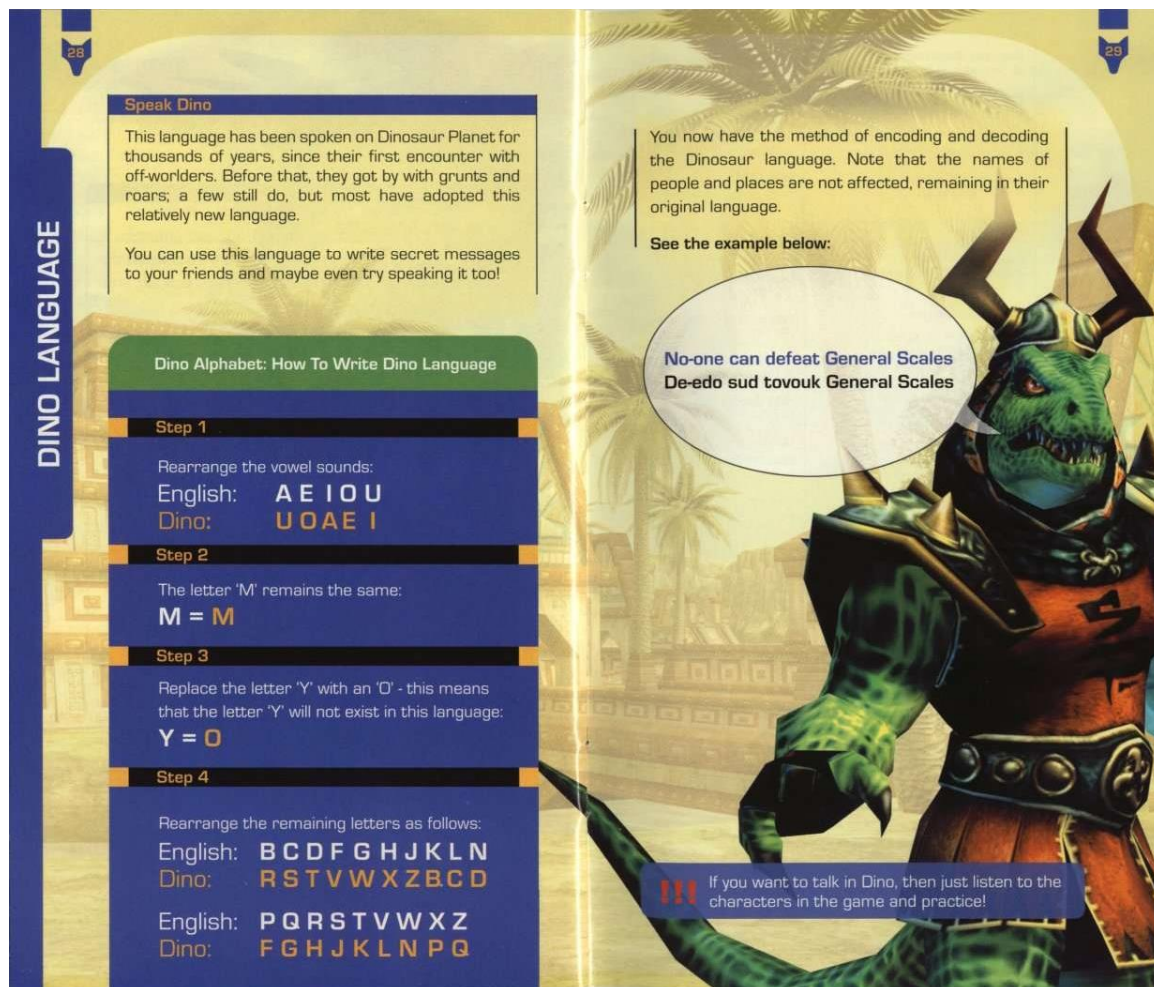 28
DINO LANGUAGE
Speak Dino
This language has been spoken on Dinosaur Planet for
thousands of years, since their first encounter with
off-worlders. Before that, they got by with grunts and
roars; a few still do, but most have adopted this
relatively new language.
You can use this language to write secret messages
to your friends and maybe even try speaking it too!
Dino Alphabet: How To Write Dino Language
Step 1
Rearrange the vowel sounds:
English: A E I O U
Dino: U O A E I
Step 2
The letter 'M' remains the same:
M = M
Step 3
Replace the letter 'Y' with an 'O' - this means
that the letter 'Y' will not exist in this language:
Y = O
Step 4
Rearrange the remaining letters as follows:
English: B C D F G H J K L N
Dino: R S T V W X Z B C D
English: P Q R S T V W X Z
Dino: F G H J K L N P Q
29
You now have the method of encoding and decoding
the Dinosaur language. Note that the names of
people and places are not affected, remaining in their
original language.
See the example below:
No-one can defeat General Scales
De-edo sud tovouk General Scales
!!! If you want to talk in Dino, then just listen to the
characters in the game and practice!